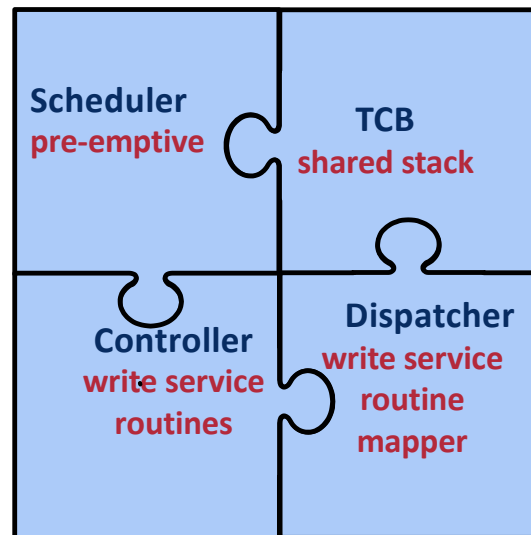 Scheduler
pre-emptive
TCB
shared stack
Controller
write service
routines
Dispatcher
write service
routine
mapper